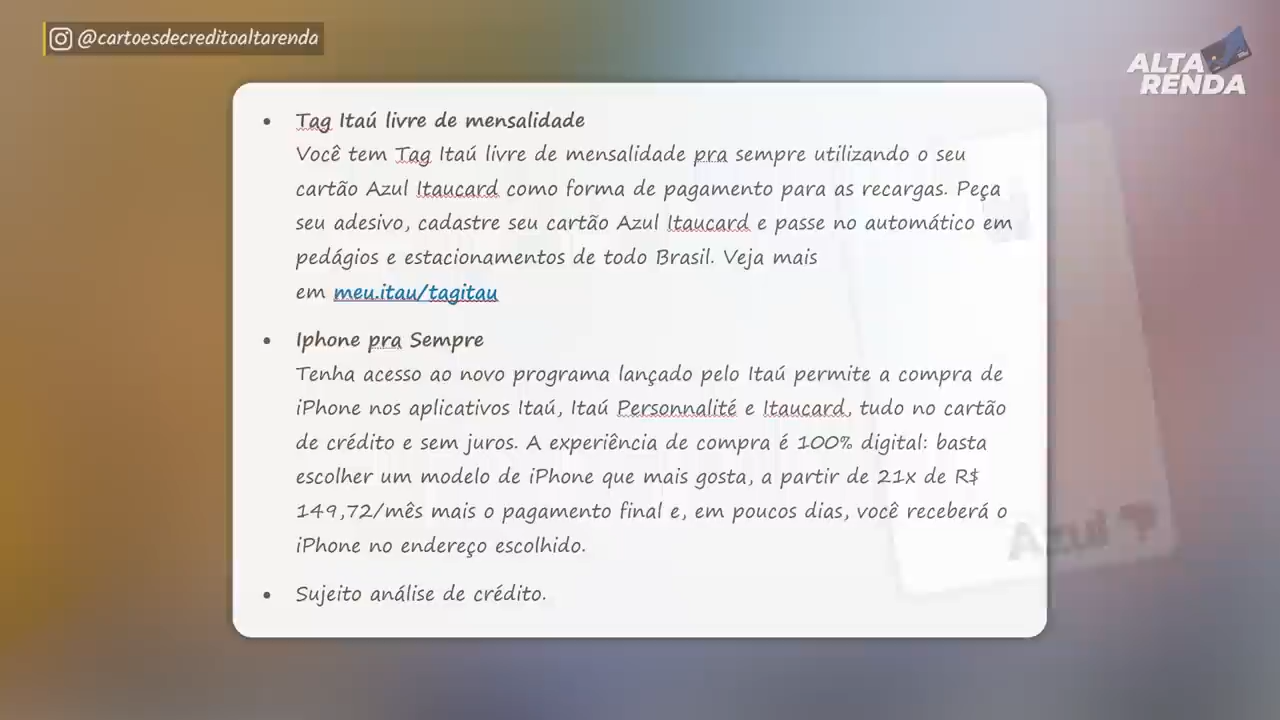 @cartoesdecreditoaltarenda
ALTA
RENDA
• Tag Itaú livre de mensalidade
Você tem Tag Itaú livre de mensalidade pra sempre utilizando o seu
cartão Azul Itaucard como forma de pagamento para as recargas. Peça
seu adesivo, cadastre seu cartão Azul Itaucard e passe no automático em
pedágios e estacionamentos de todo Brasil. Veja mais
em meu.itau/tagitau
• Iphone pra Sempre
Tenha acesso ao novo programa lançado pelo Itaú permite a compra de
iPhone nos aplicativos Itaú, Itaú Personnalité e Itaucard, tudo no cartão
de crédito e sem juros. A experiência de compra é 100% digital: basta
escolher um modelo de iPhone que mais gosta, a partir de 21x de R$
149,72/mês mais o pagamento final e, em poucos dias, você receberá o
iPhone no endereço escolhido.
Azul
• Sujeito análise de crédito.